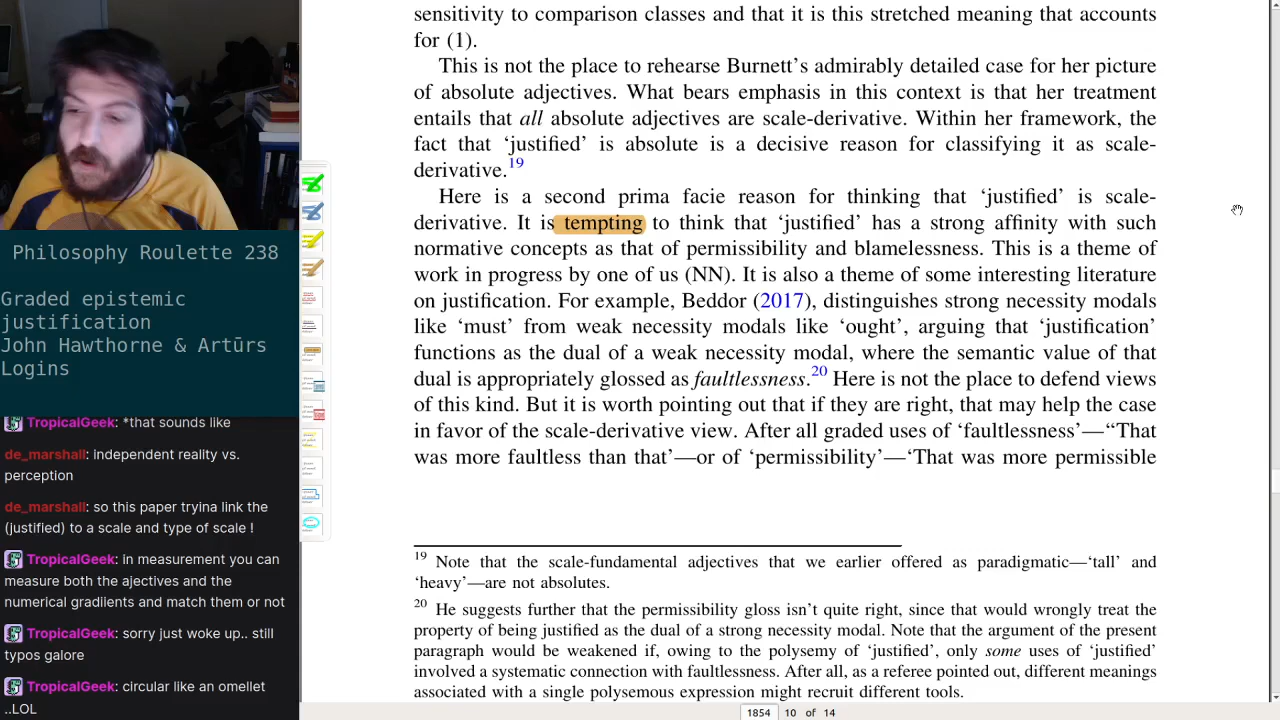 sensitivity to comparison classes and that it is this stretched meaning that accounts
for (1).
This is not the place to rehearse Burnett's admirably detailed case for her picture
of absolute adjectives. What bears emphasis in this context is that her treatment
entails that all absolute adjectives are scale-derivative. Within her framework, the
fact that 'justified' is absolute is a decisive reason for classifying it as scale-
derivative.19
Here is a second prima facie reason for thinking that 'justified' is scale-
derivative. It is tempting to think that 'justified' has a strong affinity with such
normative concepts as that of permissibility and blamelessness. This is a theme of
work in progress by one of its (NN). It is also a theme of some interesting literature
on justification. For example, Beddor (2017), distinguishes strong necessity modals
like 'must' from weak necessity modals like 'ought' arguing that 'justification'
functions as the dual of a weak necessity modal, where the semantic value of that
dual is appropriately glossed as faultlessness.20 Here is not the place to defend views
of this kind. But it is worth pointing out that if they are right, that may help the case
in favor of the scale-derivative view. After all graded uses of 'faultlessness'—'That
was more faultless than that'—or of 'permissibility'—'That was more permissible
19 Note that the scale-fundamental adjectives that we earlier offered as paradigmatic—'tall' and
'heavy'—are not absolutes.
20 He suggests further that the permissibility gloss isn't quite right, since that would wrongly treat the
property of being justified as the dual of a strong necessity modal. Note that the argument of the present
paragraph would be weakened if, owing to the polysemy of 'justified', only some uses of 'justified'
involved a systematic connection with faultlessness. After all, as a referee pointed out, different meanings
associated with a single polysemous expression might recruit different tools.
1854 10 of 14
Philosophy Roulette 238
Graded epistemic
justification
John Hawthorne & Artūrs
Logins
TropicalGeek: *that sounds like
de_marshall: independent reality vs.
perception
de_marshall: so this paper tryina link the
(justified) to a scale and type of scale !
TropicalGeek: in measurement you can
measure both the ajectives and the
numerical gradiients and match them or not
TropicalGeek: sorry just woke up.. still
typos galore
TropicalGeek: circular like an omellet
..LOL